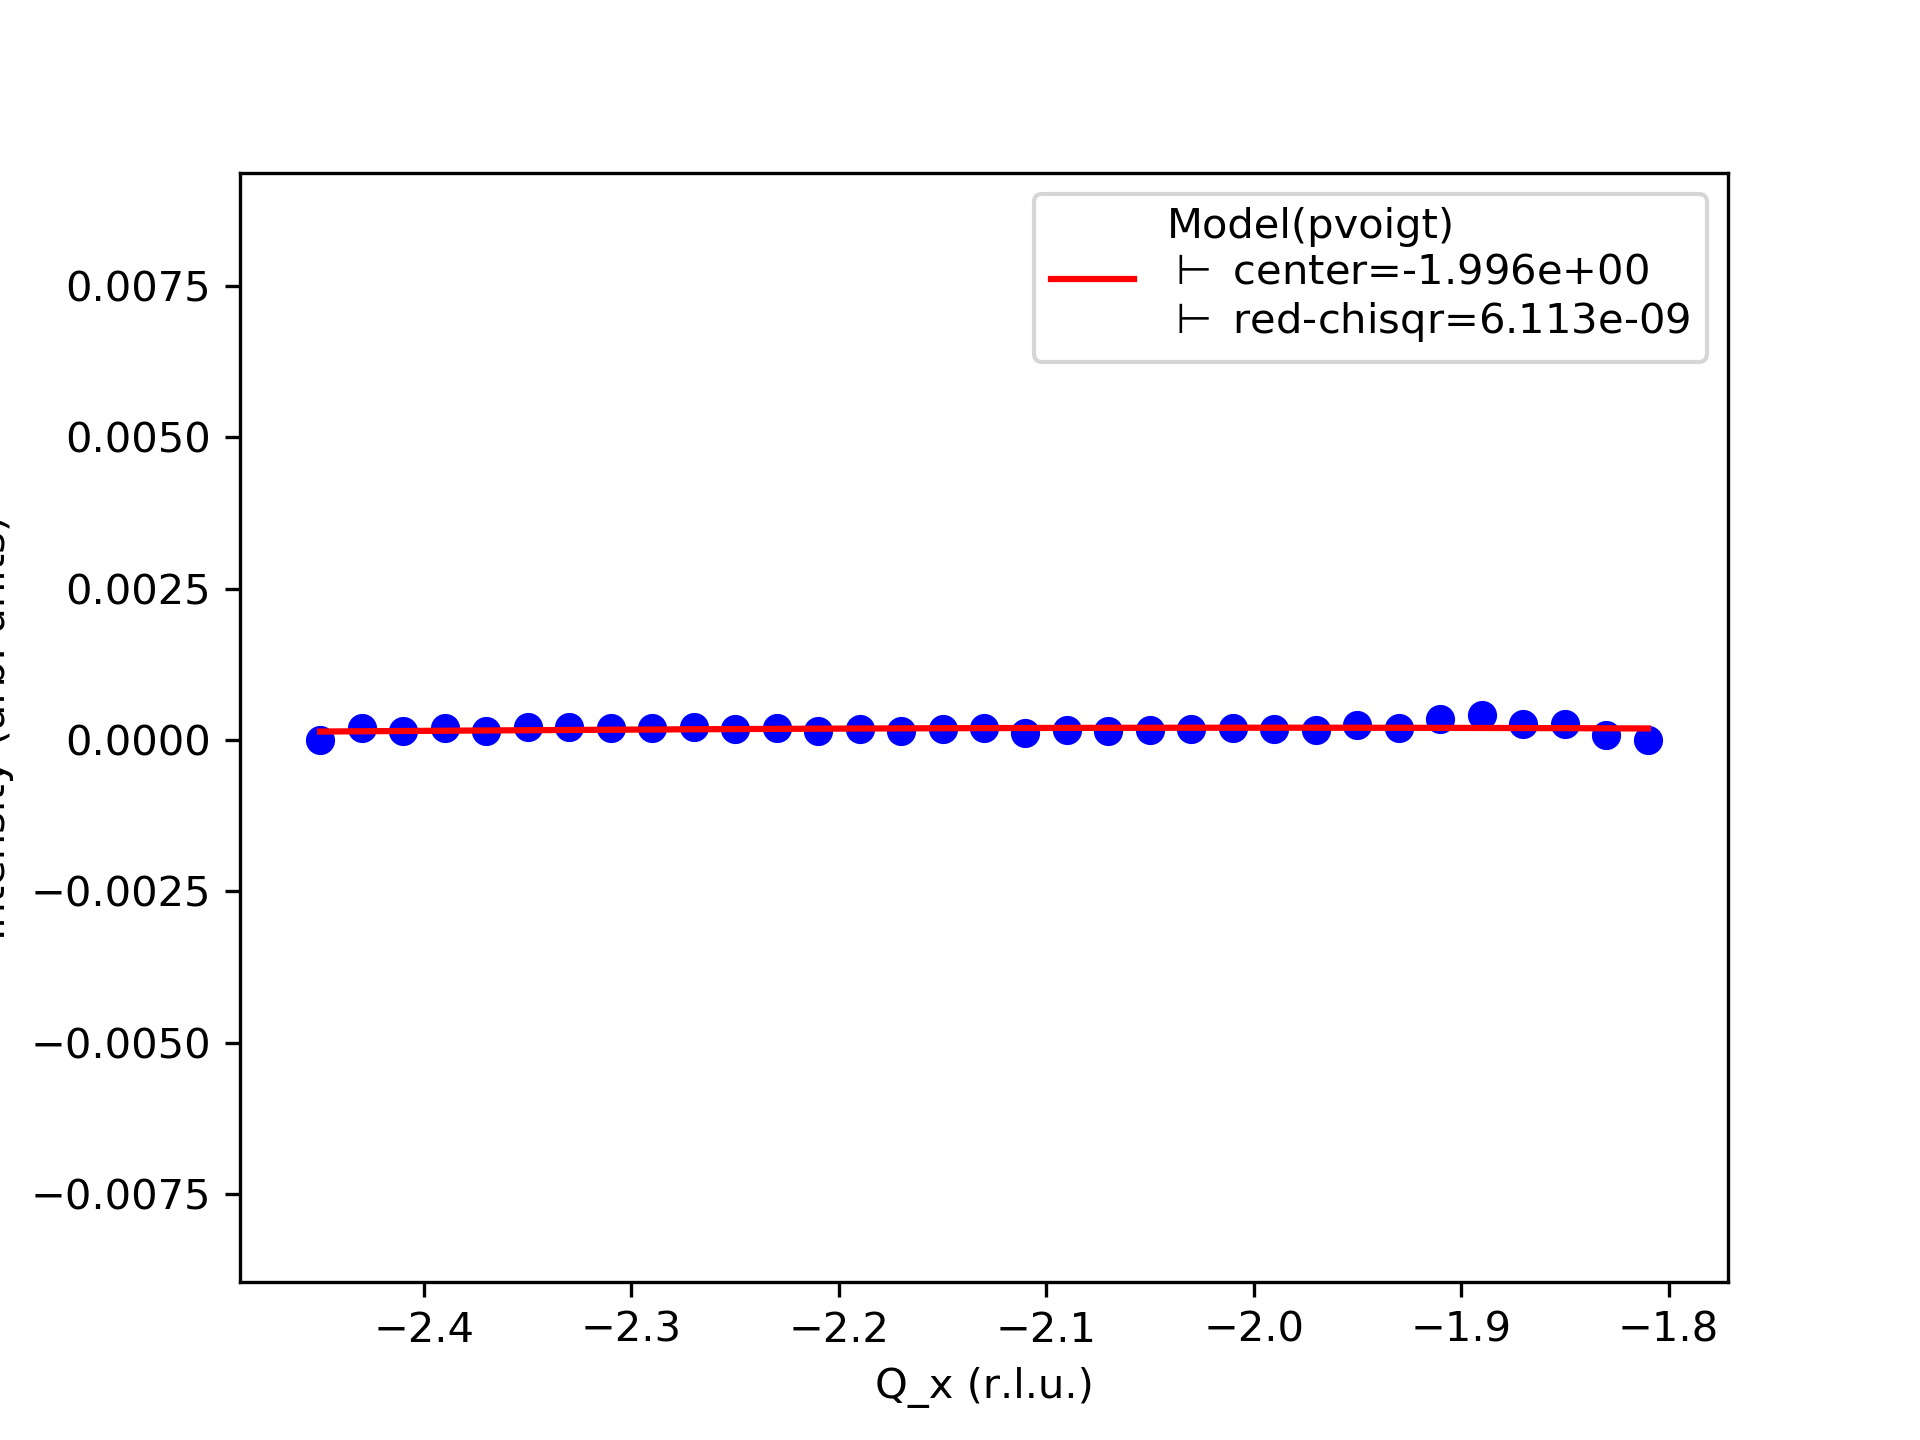 Model(pvoigt)
⊢ center=-1.996e+00
⊢ red-chisqr=6.113e-09
0.0075
0.0050
0.0025
0.0000
−0.0025
−0.0050
−0.0075
−2.4 −2.3 −2.2 −2.1 −2.0 −1.9 −1.8
Q_x (r.l.u.)